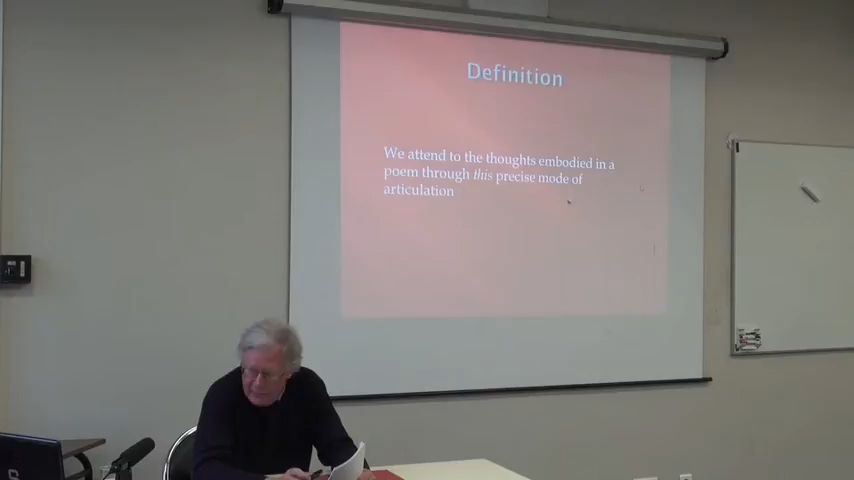 Definition
We attend to the thoughts embodied in a
poem through this precise mode of
articulation